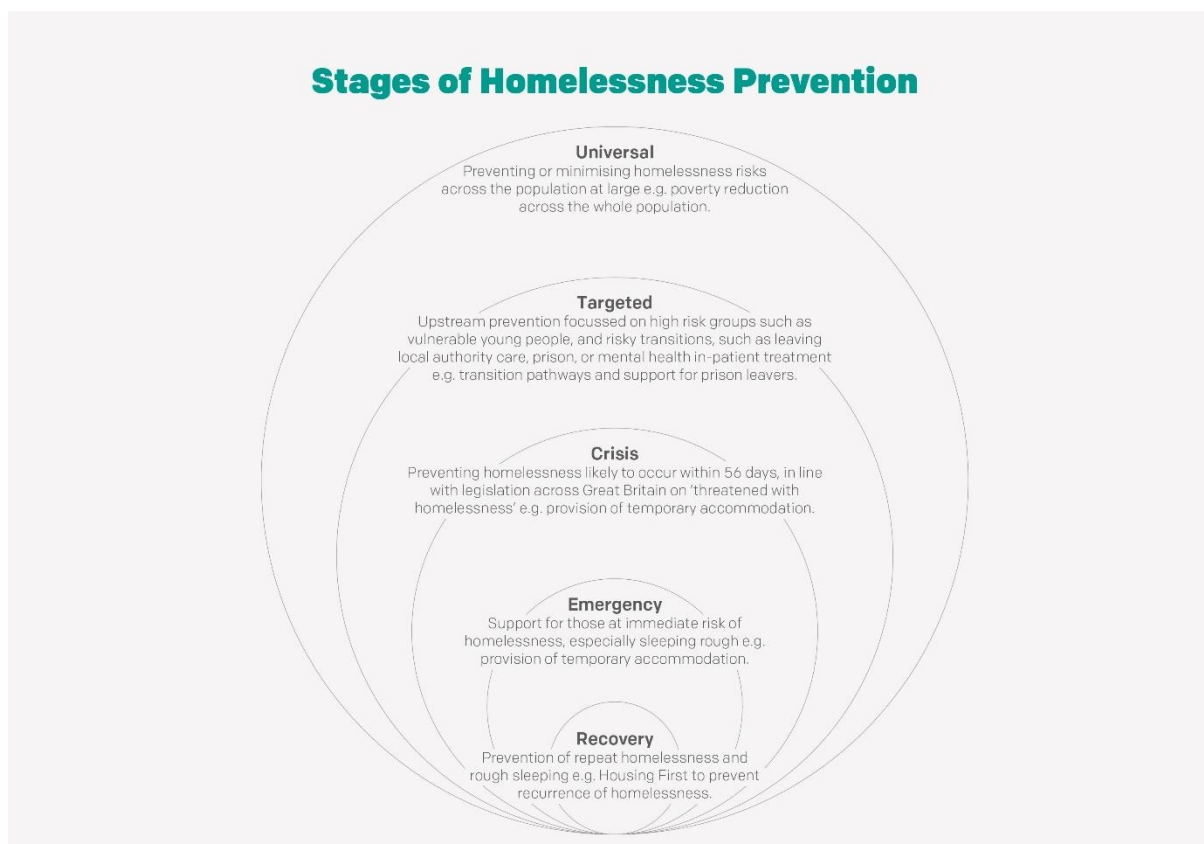 Stages of Homelessness Prevention
Universal
Preventing or minimising homelessness risks
across the population at large e.g. poverty reduction
across the whole population.
Targeted
Upstream prevention focussed on high risk groups such as
vulnerable young people, and risky transitions, such as leaving
local authority care, prison, or mental health in-patient treatment
e.g. transition pathways and support for prison leavers.
Crisis
Preventing homelessness likely to occur within 56 days, in line
with legislation across Great Britain on ‘threatened with
homelessness’ e.g. provision of temporary accommodation.
Emergency
Support for those at immediate risk of
homelessness, especially sleeping rough e.g.
provision of temporary accommodation.
Recovery
Prevention of repeat homelessness and
rough sleeping e.g. Housing First to prevent
recurrence of homelessness.